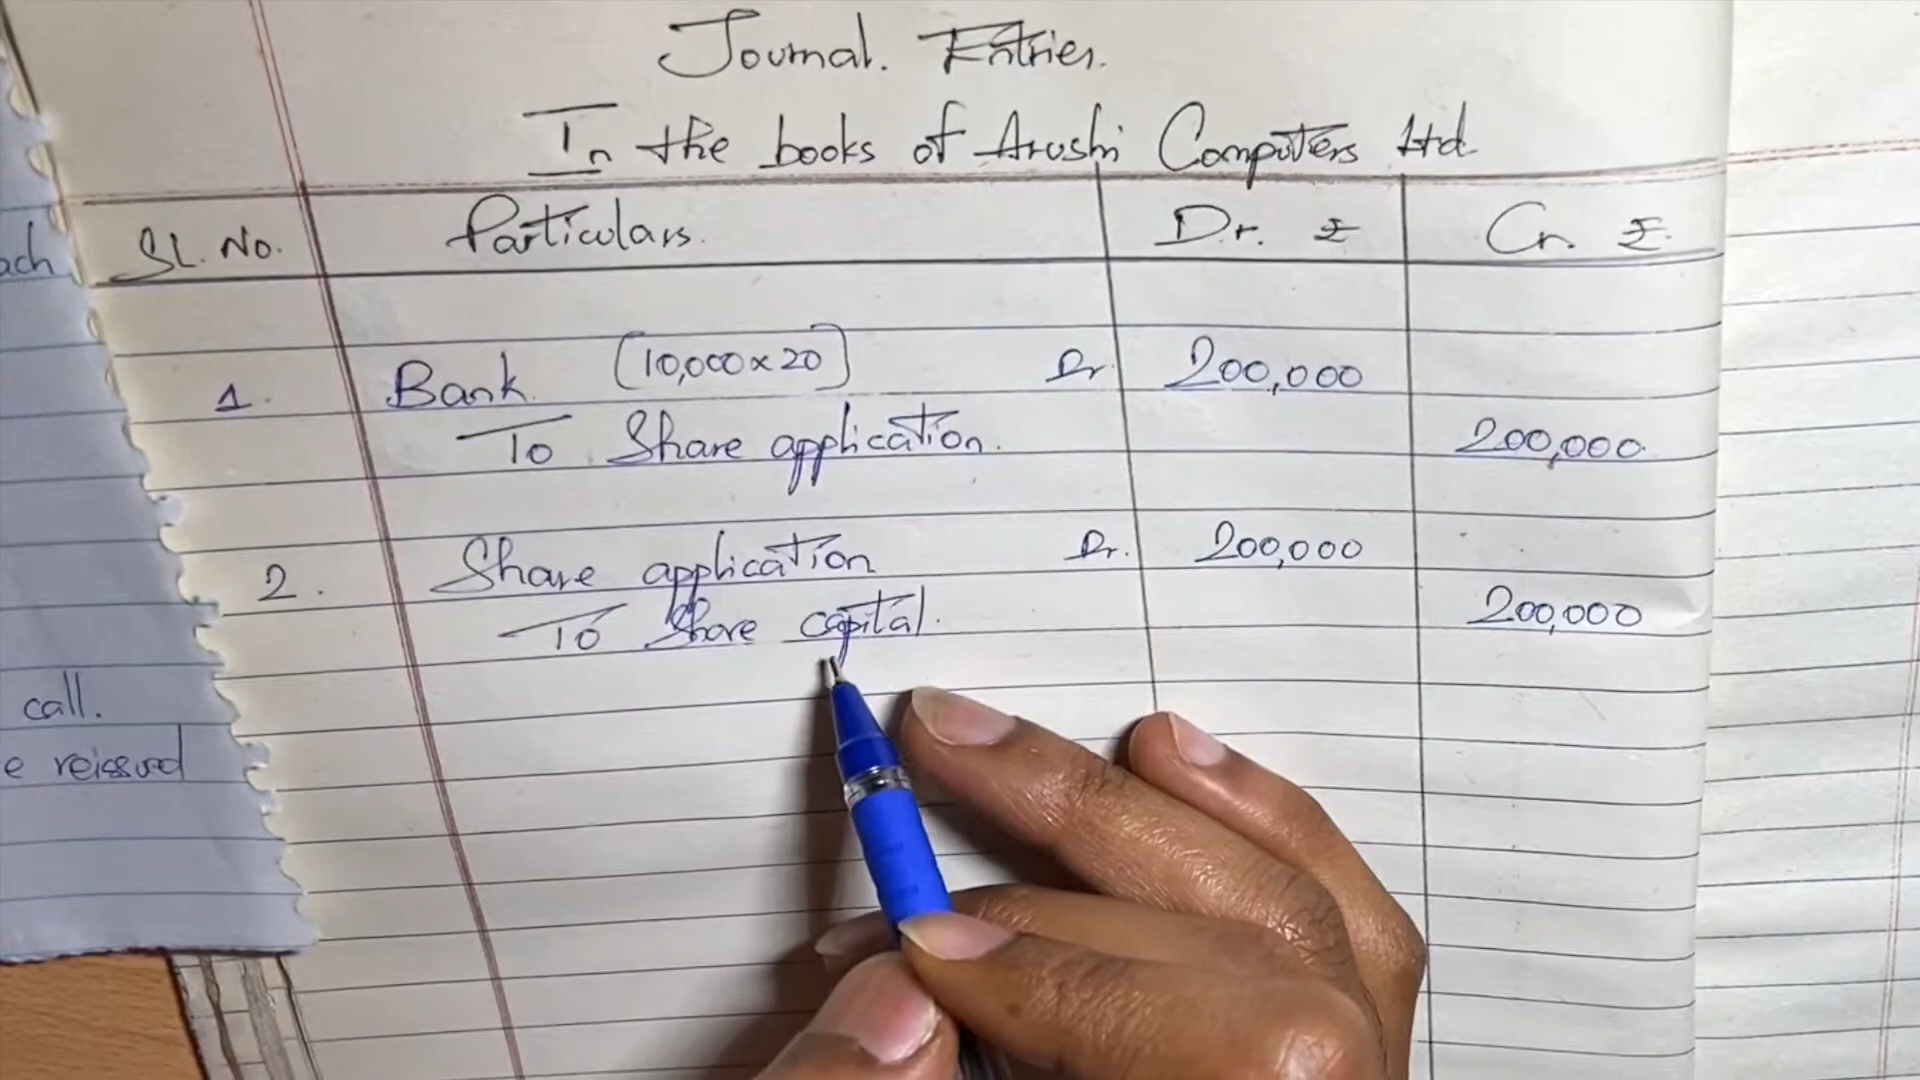 Journal. Entries.
In the books of Arushi Computers Ltd
SL. No. Particulars. Dr. ₹ Cr. ₹.
1. Bank [10,000 x 20] Dr 200,000
To Share application. 200,000.
2. Share application Dr. 200,000
To Share capital. 200,000
ach
call.
e reissued